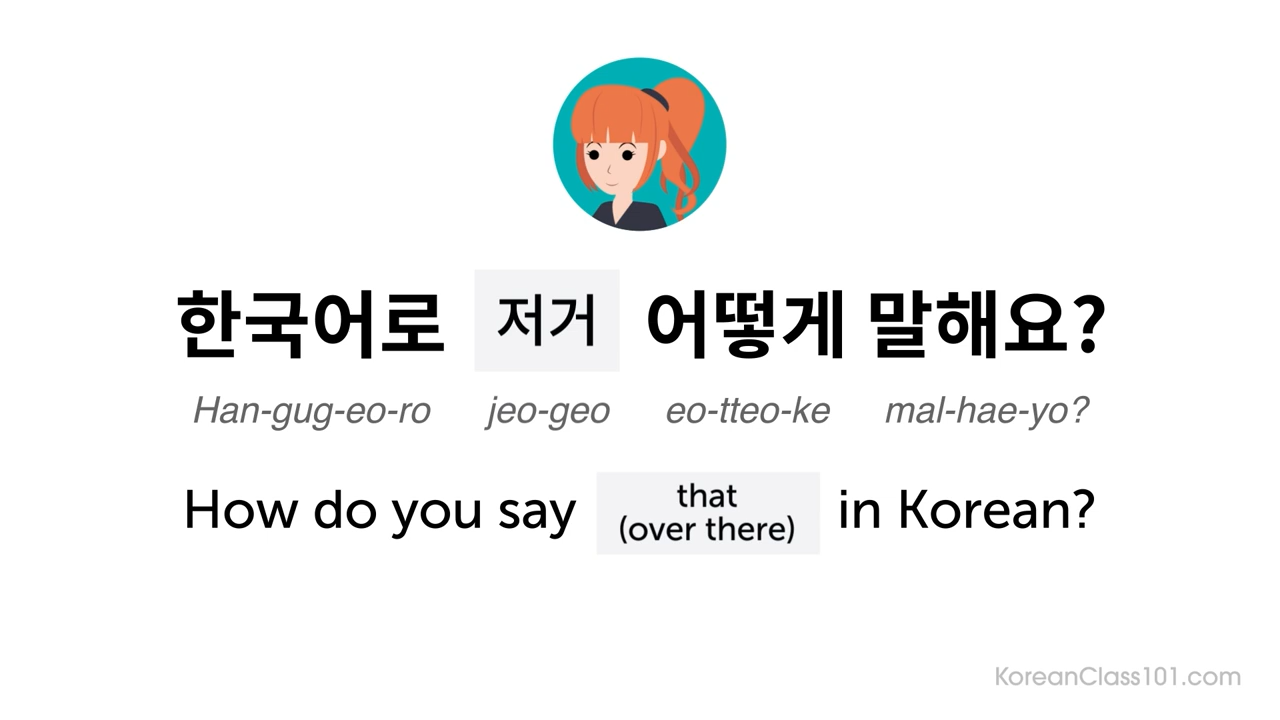 한국어로 저거 어떻게 말해요?
Han-gug-eo-ro jeo-geo eo-tteo-ke mal-hae-yo?
How do you say that (over there) in Korean?
KoreanClass101.com